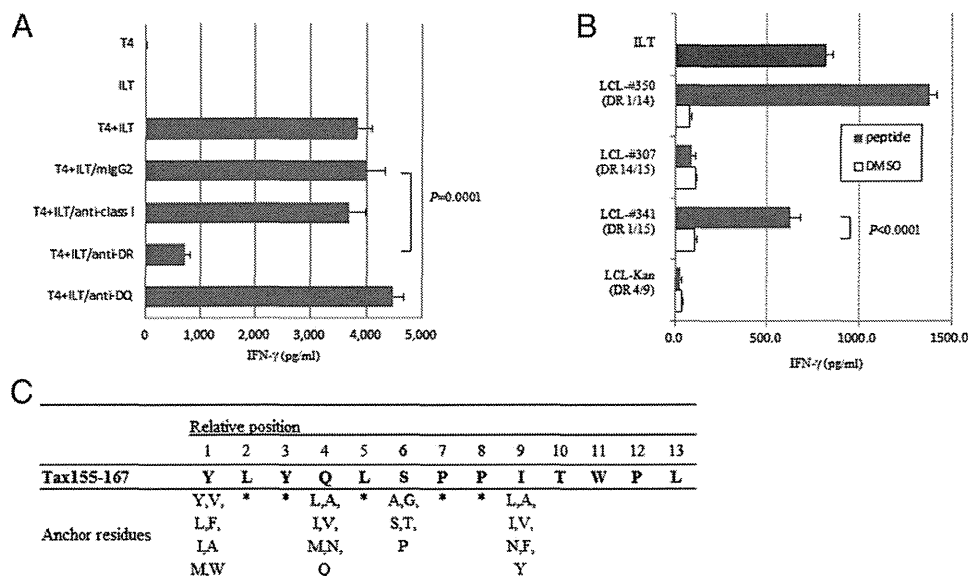 A
T4
ILT
T4+ILT
T4+ILT/mIgG2
T4+ILT/anti-class I
T4+ILT/anti-DR
T4+ILT/anti-DQ
P=0.0001
0 1,000 2,000 3,000 4,000 5,000
IFN-γ (pg/ml)
B
ILT
LCL-#350
(DR 1/14)
LCL-#307
(DR 14/15)
LCL-#341
(DR 1/15)
LCL-Kan
(DR 4/9)
peptide
DMSO
P<0.0001
0.0 500.0 1000.0 1500.0
IFN-γ (pg/ml)
C
Relative position
1 2 3 4 5 6 7 8 9 10 11 12 13
Tax155-167 Y L Y Q L S P P I T W P L
Y,V, * * L,A, * A,G, * * L,A,
L,F, I,V, S,T, I,V,
Anchor residues I,A M,N, P N,F,
M,W Q Y